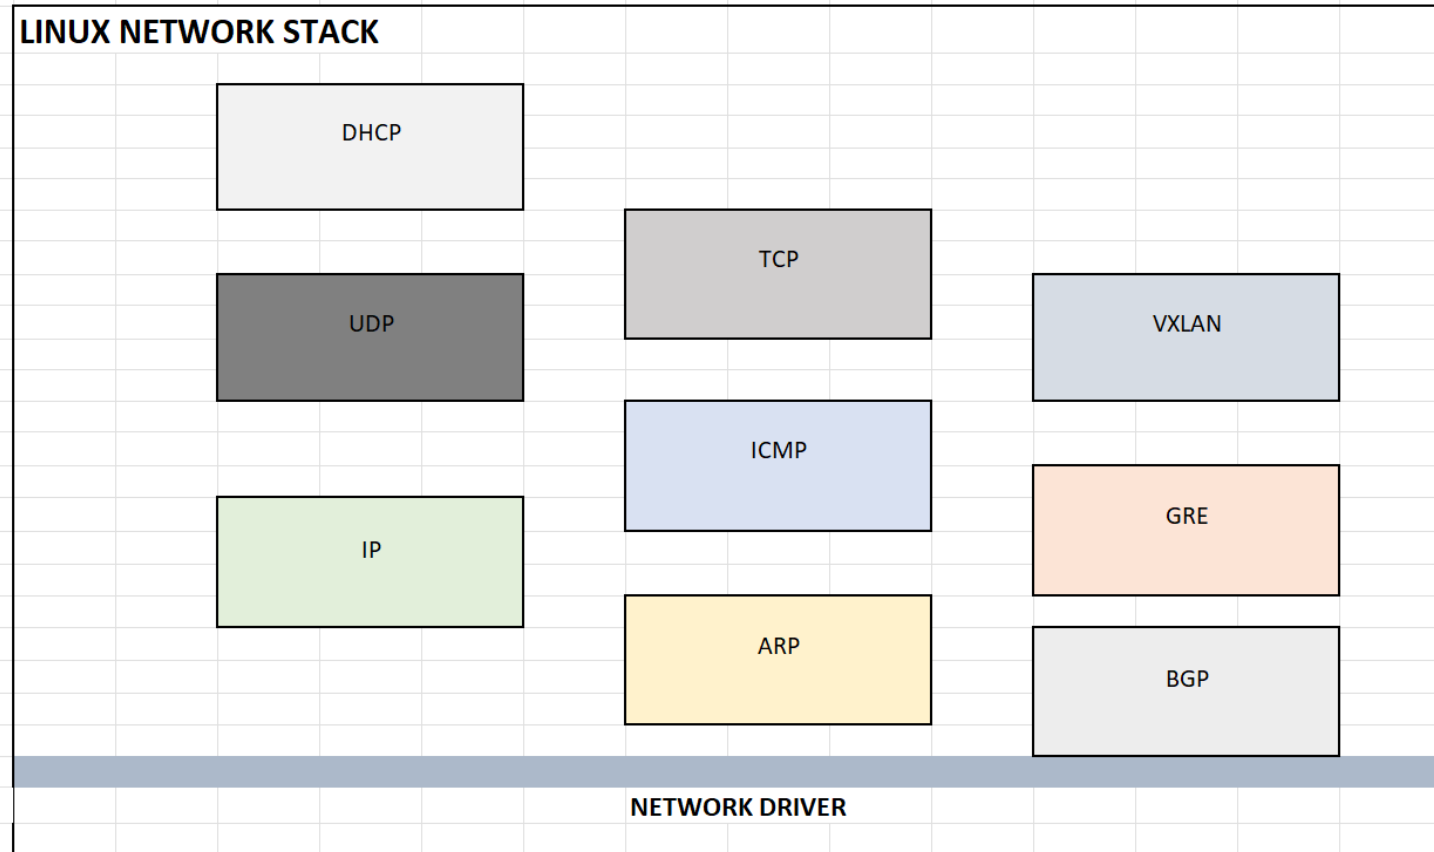 LINUX NETWORK STACK
DHCP
TCP
UDP
VXLAN
ICMP
GRE
IP
ARP
BGP
NETWORK DRIVER